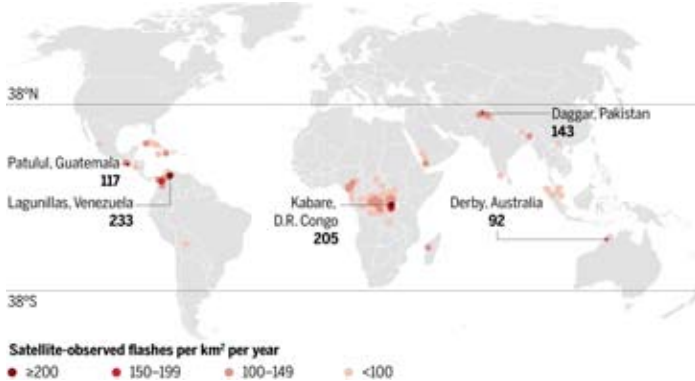 38°N
Daggar, Pakistan
143
Patulul, Guatemala
117
Lagunillas, Venezuela
233
Kabare,
D.R. Congo
205
Derby, Australia
92
38°S
Satellite-observed flashes per km² per year
≥200
150–199
100–149
<100